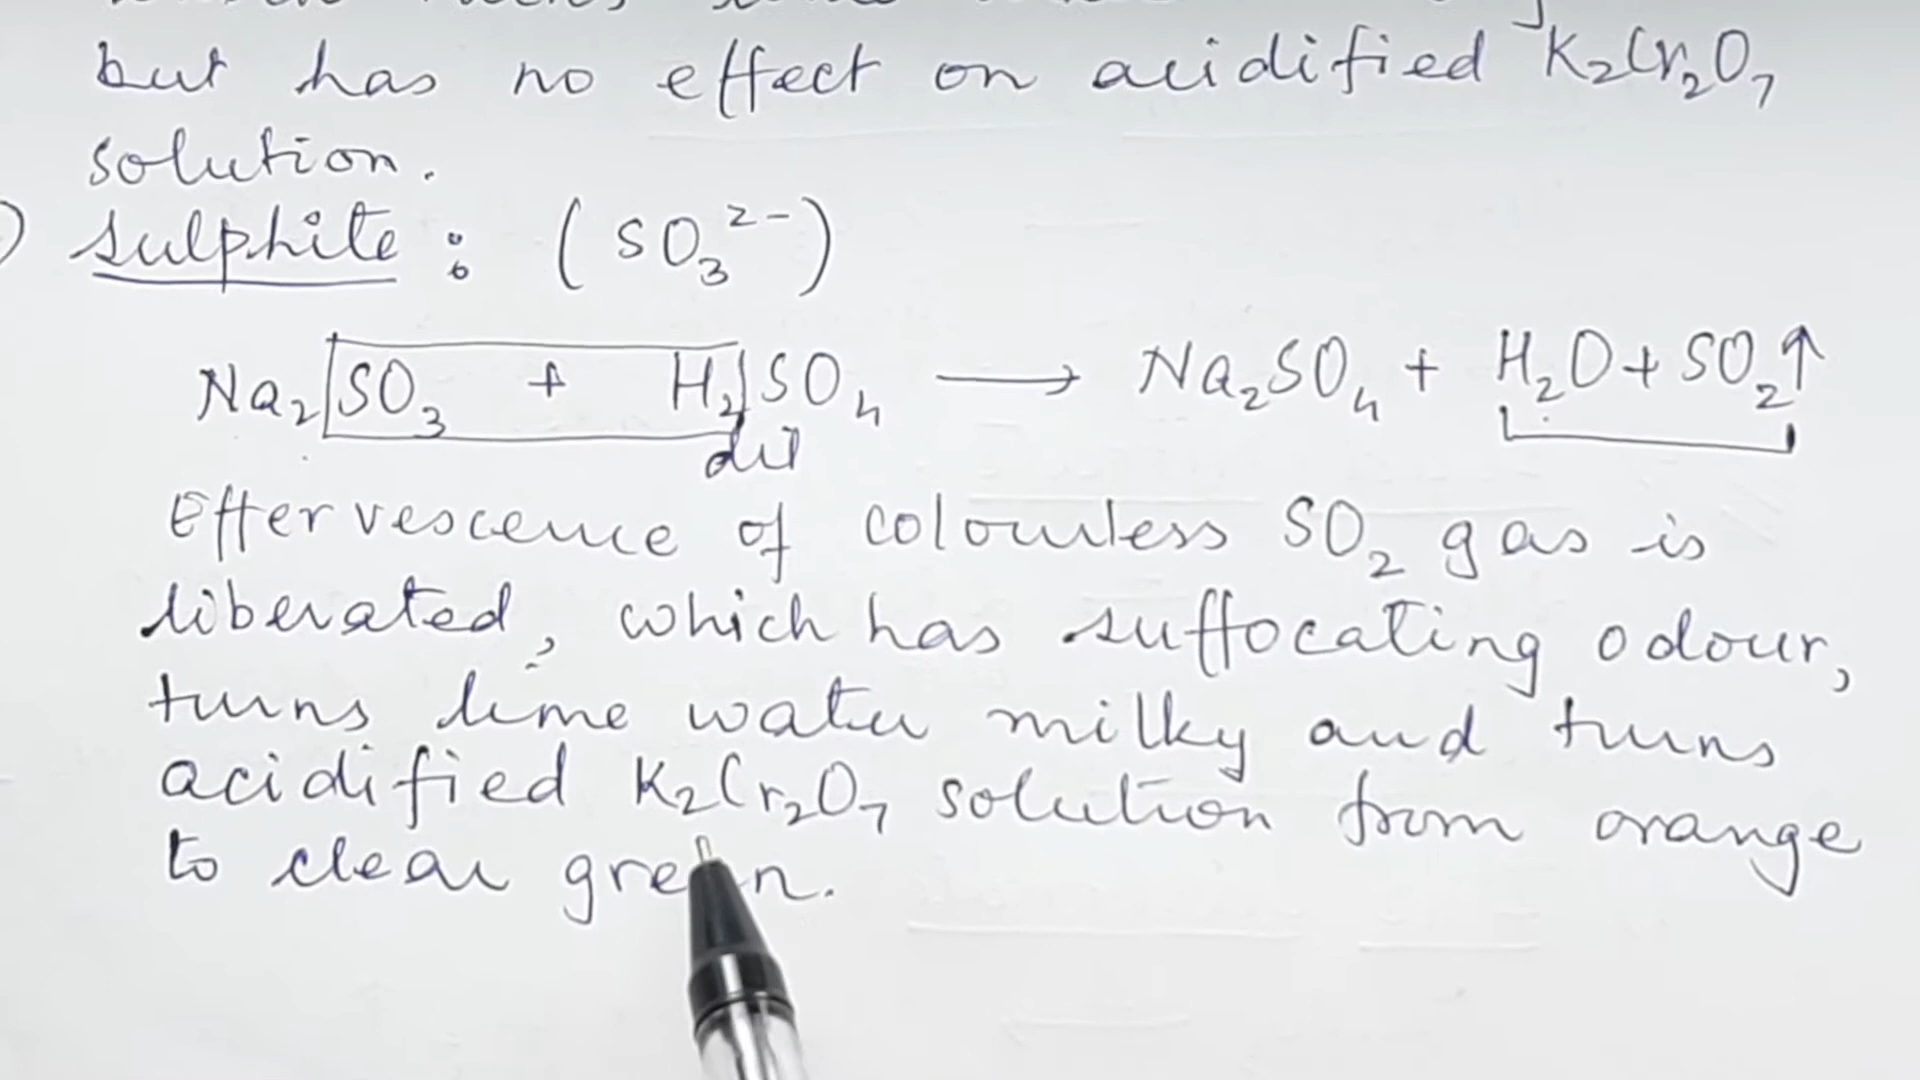 but has no effect on acidified K₂Cr₂O₇
solution.
) Sulphite : (SO₃²⁻)
Na₂SO₃ + H₂SO₄ → Na₂SO₄ + H₂O + SO₂↑
dil
Effervescence of colourless SO₂ gas is
liberated, which has suffocating odour,
turns lime water milky and turns
acidified K₂Cr₂O₇ solution from orange
to clear green.